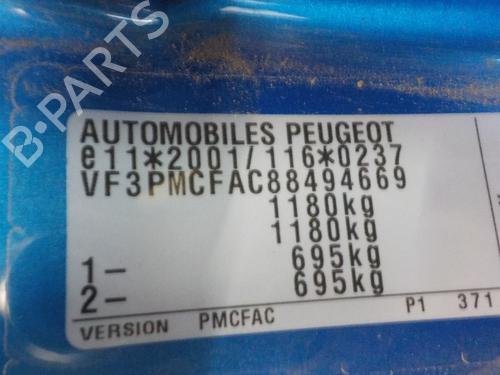 AUTOMOBILES PEUGEOT
e11*2001/116*0237
VF3PMCFAC88494669
1180kg
1180kg
1– 695kg
2– 695kg
VERSION PMCFAC P1 371
B-PARTS